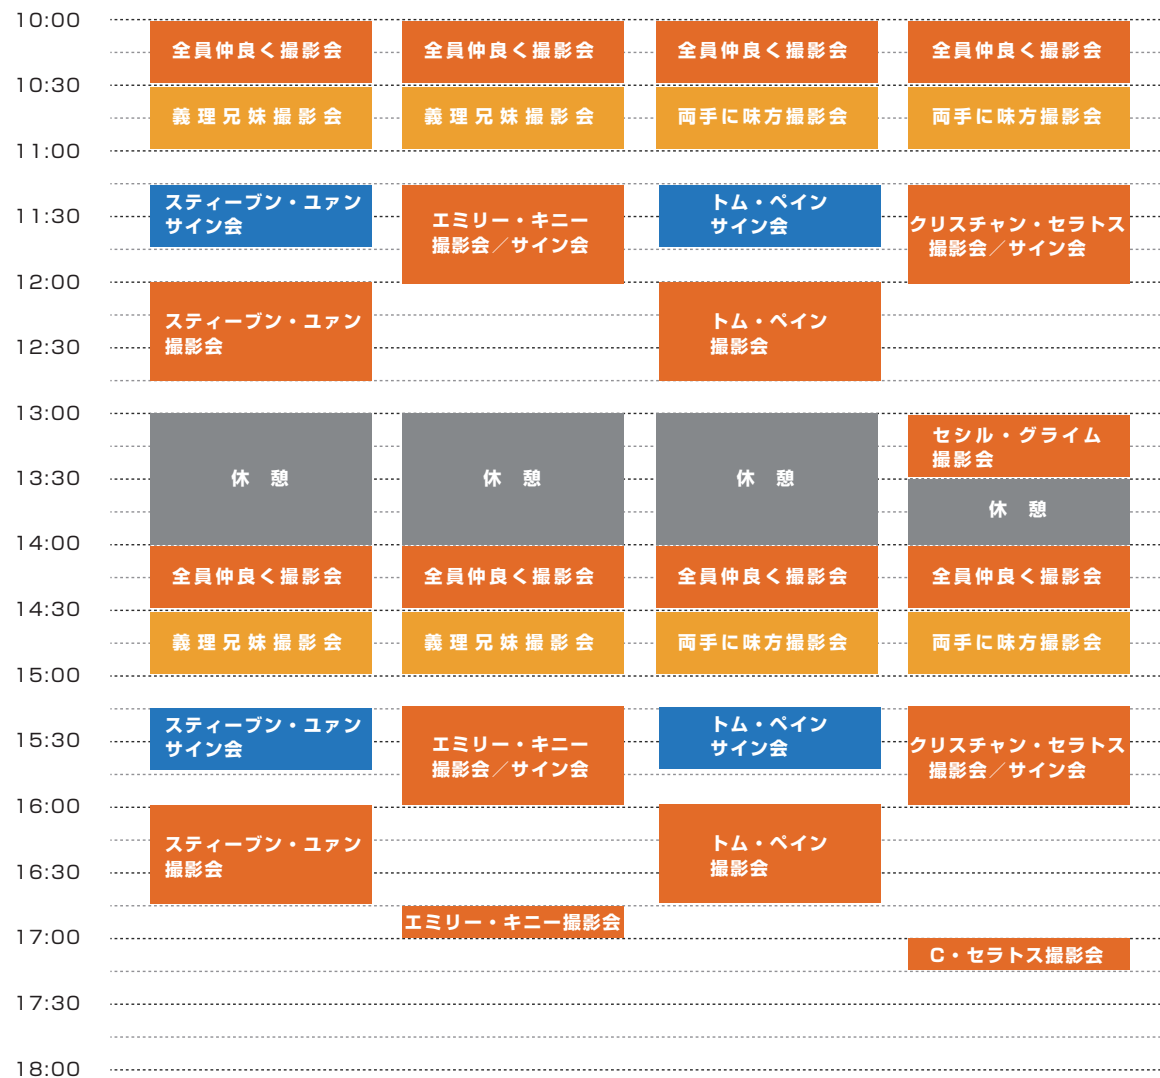 10:00
全員仲良く撮影会 全員仲良く撮影会 全員仲良く撮影会 全員仲良く撮影会
10:30
義理兄妹撮影会 義理兄妹撮影会 両手に味方撮影会 両手に味方撮影会
11:00
スティーブン・ユァン
サイン会
エミリー・キニー
撮影会/サイン会
トム・ペイン
サイン会
クリスチャン・セラトス
撮影会/サイン会
11:30
12:00
スティーブン・ユァン
撮影会
トム・ペイン
撮影会
12:30
13:00
セシル・グライム
撮影会
13:30
休 憩 休 憩 休 憩
休 憩
14:00
全員仲良く撮影会 全員仲良く撮影会 全員仲良く撮影会 全員仲良く撮影会
14:30
義理兄妹撮影会 義理兄妹撮影会 両手に味方撮影会 両手に味方撮影会
15:00
スティーブン・ユァン
サイン会
エミリー・キニー
撮影会/サイン会
トム・ペイン
サイン会
クリスチャン・セラトス
撮影会/サイン会
15:30
16:00
スティーブン・ユァン
撮影会
トム・ペイン
撮影会
16:30
エミリー・キニー撮影会
17:00
C・セラトス撮影会
17:30
18:00